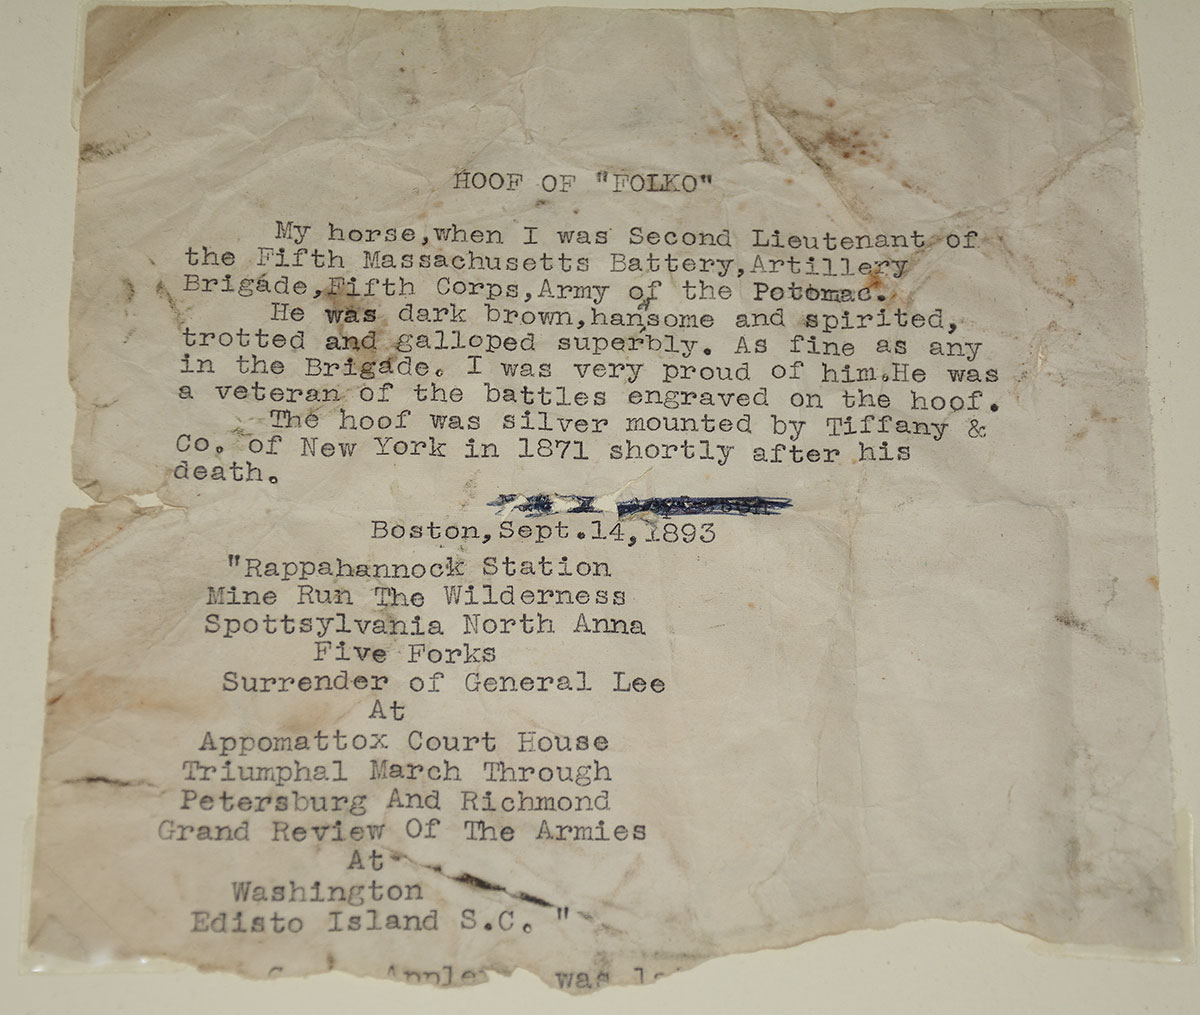 HOOF OF "FOLKO"
My horse,when I was Second Lieutenant of
the Fifth Massachusetts Battery,Artillery
Brigade,Fifth Corps,Army of the Potomac.
He was dark brown,hansome and spirited,
trotted and galloped superbly. As fine as any
in the Brigade. I was very proud of him.He was
a veteran of the battles engraved on the hoof.
The hoof was silver mounted by Tiffany &
Co. of New York in 1871 shortly after his
death.
Boston,Sept.14,1893
"Rappahannock Station
Mine Run The Wilderness
Spottsylvania North Anna
Five Forks
Surrender of General Lee
At
Appomattox Court House
Triumphal March Through
Petersburg And Richmond
Grand Review Of The Armies
At
Washington
Edisto Island S.C. "
was